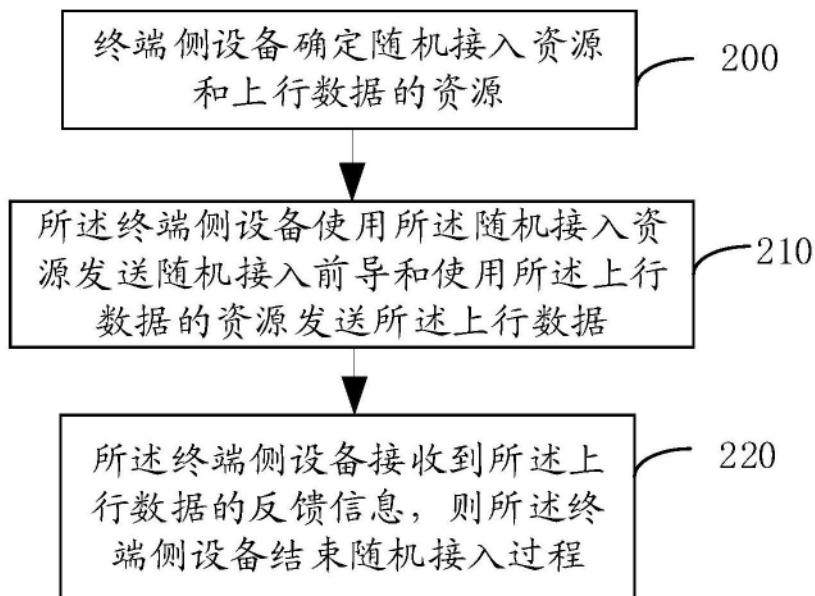 终端侧设备确定随机接入资源
和上行数据的资源
200
所述终端侧设备使用所述随机接入资
源发送随机接入前导和使用所述上行
数据的资源发送所述上行数据
210
所述终端侧设备接收到所述上
行数据的反馈信息，则所述终
端侧设备结束随机接入过程
220